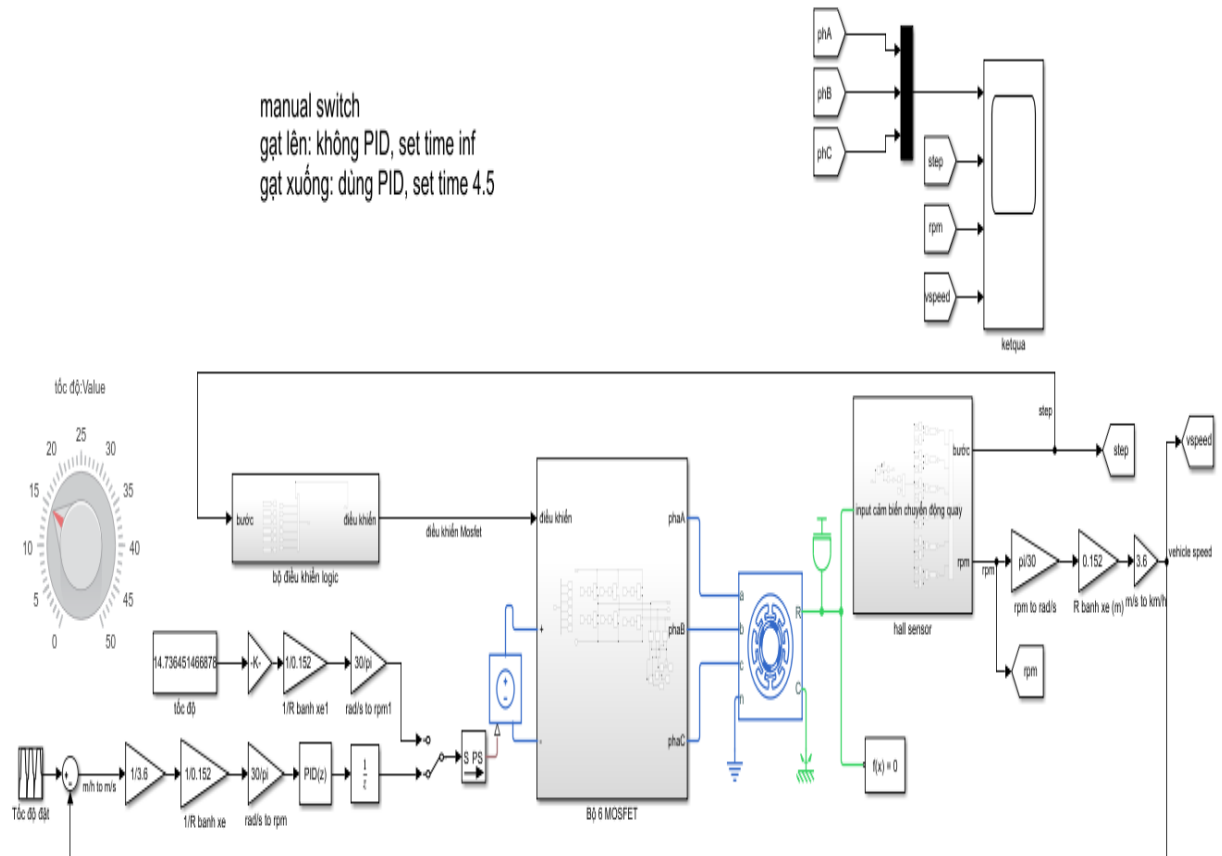 manual switch
gạt lên: không PID, set time inf
gạt xuống: dùng PID, set time 4.5
phA
phB
phC
step
rpm
vspeed
ketqua
tốc độ:Value
0
5
10
15
20
25
30
35
40
45
50
bước
điều khiển
bộ điều khiển logic
điều khiển Mosfet
điều khiển
+
-
phaA
phaB
phaC
Bộ 6 MOSFET
a
b
c
n
R
C
f(x) = 0
input cảm biến chuyển động quay
bước
rpm
hall sensor
step
step
rpm
rpm
pi/30
rpm to rad/s
0.152
R banh xe (m)
3.6
m/s to km/h
vspeed
vehicle speed
14.736451466878
tốc độ
-K-
1/0.152
1/R banh xe1
30/pi
rad/s to rpm1
Tốc độ đặt
m/h to m/s
1/3.6
1/0.152
1/R banh xe
30/pi
rad/s to rpm
PID(z)
1
z
S PS